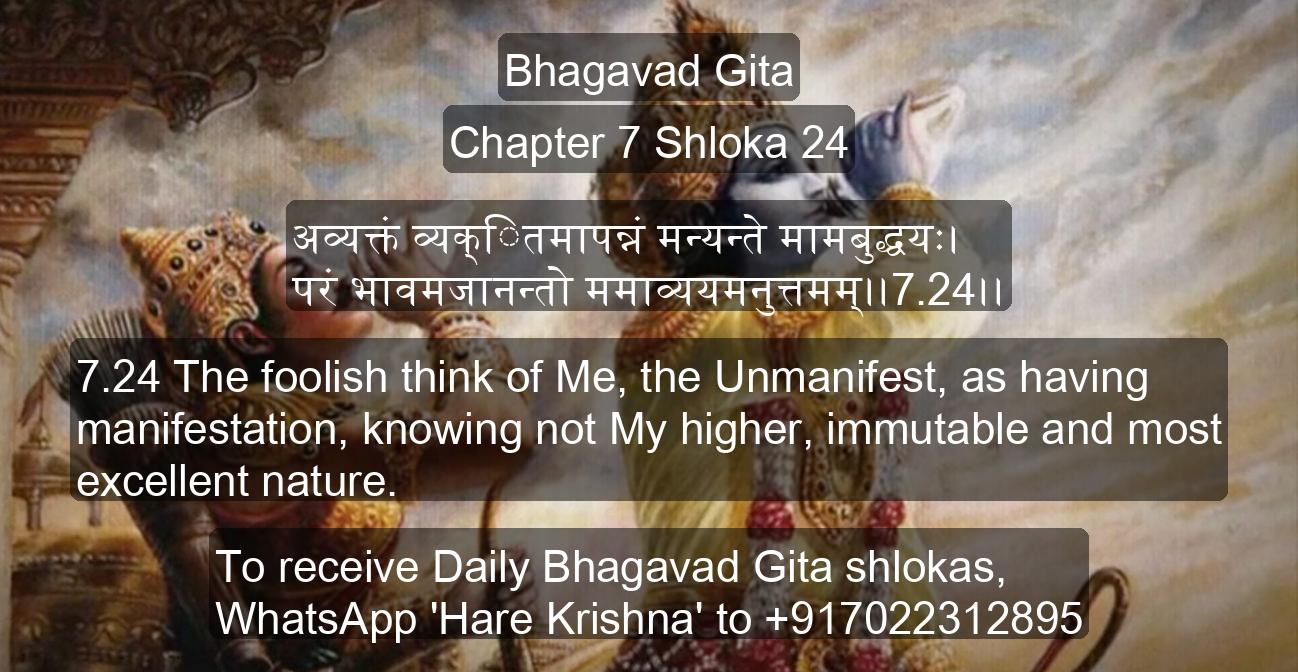 Bhagavad Gita
Chapter 7 Shloka 24
अव्यक्तं व्यक्ितमापन्नं मन्यन्ते मामबुद्धयः।
परं भावमजानन्तो ममाव्ययमनुत्तमम्।।7.24।।
7.24 The foolish think of Me, the Unmanifest, as having
manifestation, knowing not My higher, immutable and most
excellent nature.
To receive Daily Bhagavad Gita shlokas,
WhatsApp 'Hare Krishna' to +917022312895